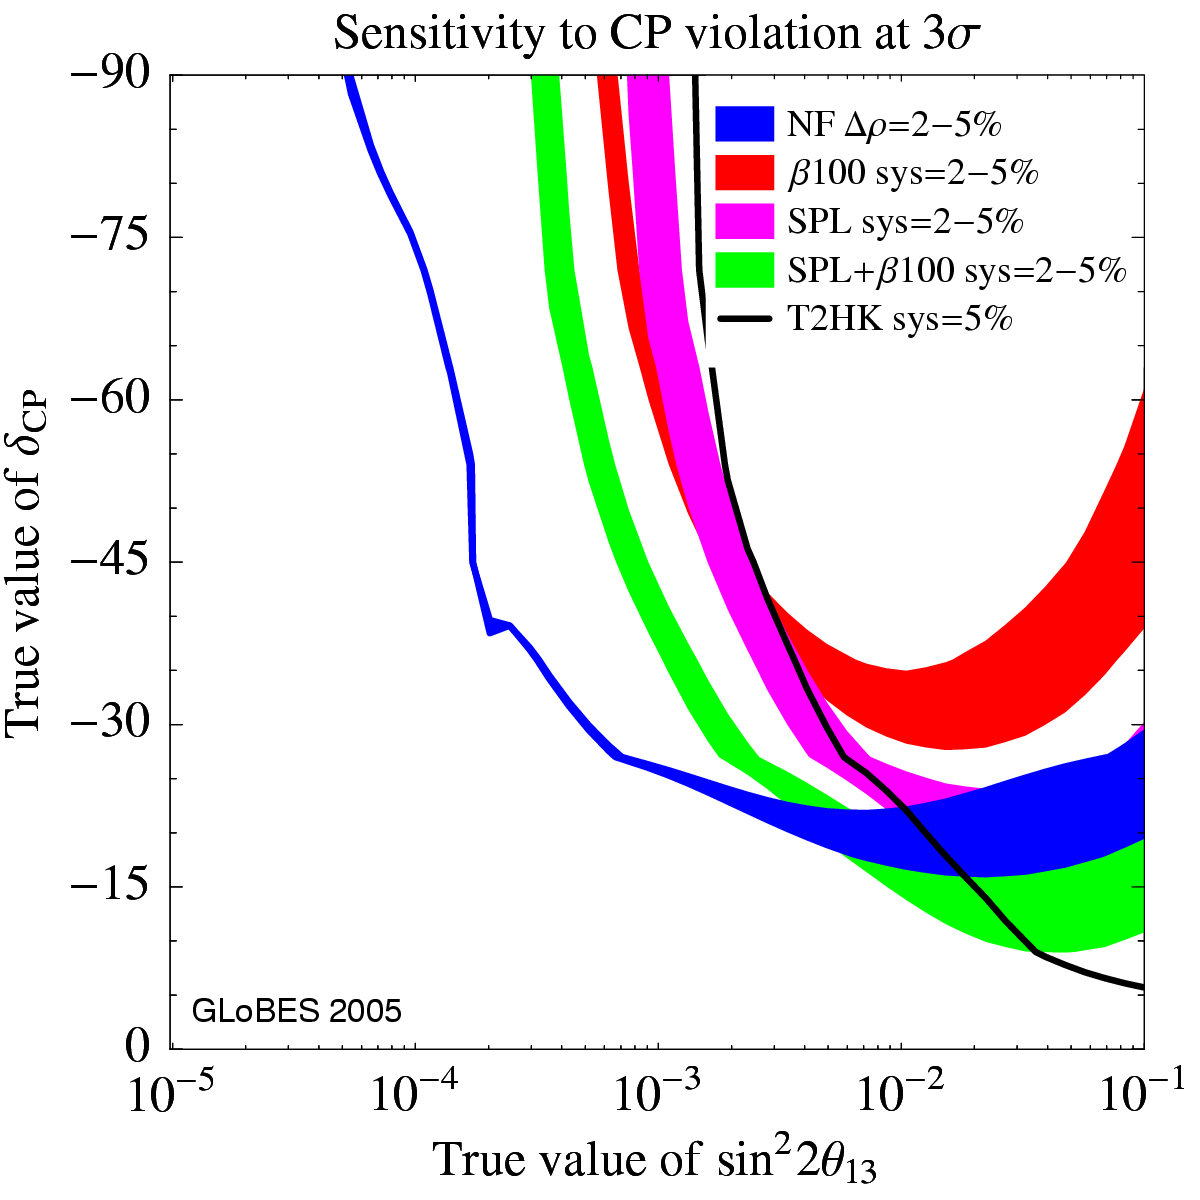 Sensitivity to CP violation at 3σ
−90
−75
−60
−45
−30
−15
0
True value of δCP
NF Δρ=2−5%
β100 sys=2−5%
SPL sys=2−5%
SPL+β100 sys=2−5%
T2HK sys=5%
GLoBES 2005
10⁻⁵ 10⁻⁴ 10⁻³ 10⁻² 10⁻¹
True value of sin²2θ₁₃